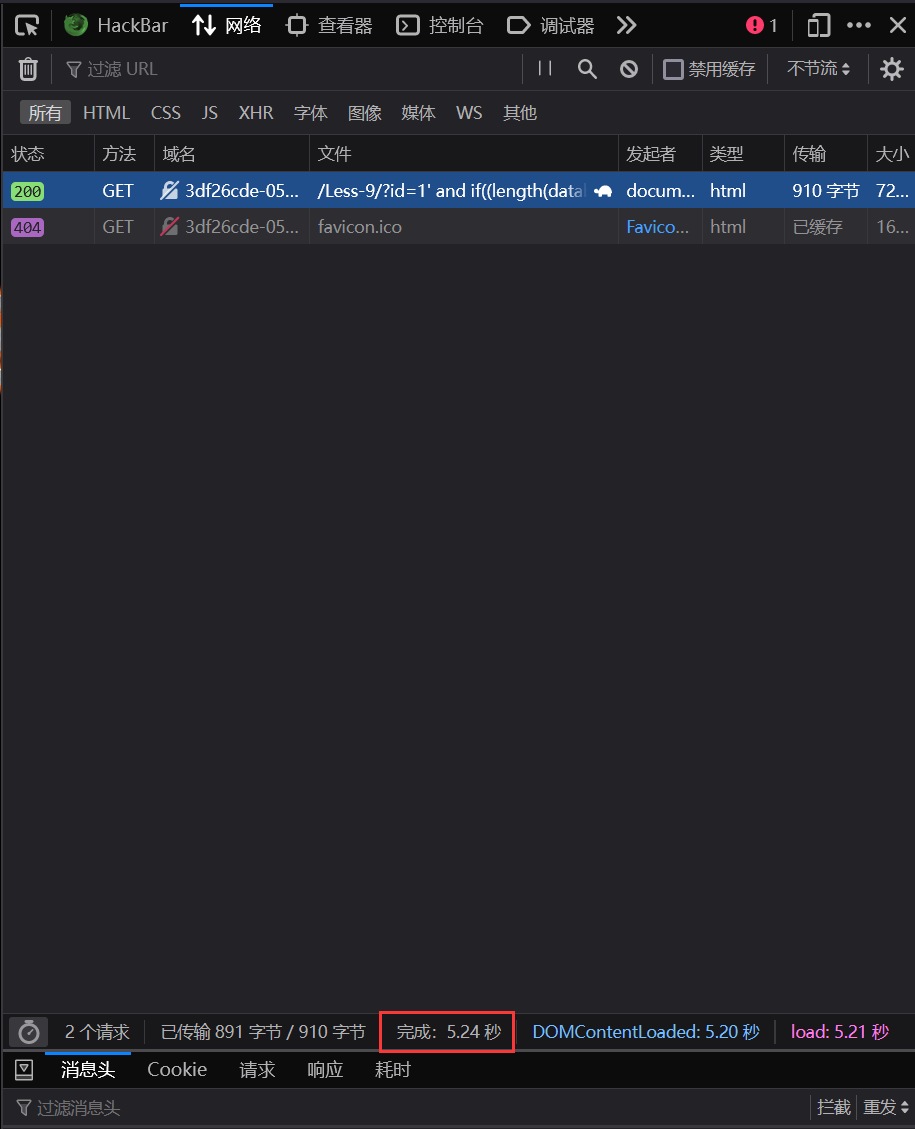 HackBar 网络 查看器 控制台 调试器 1
过滤 URL 禁用缓存 不节流
所有 HTML CSS JS XHR 字体 图像 媒体 WS 其他
状态 方法 域名 文件 发起者 类型 传输 大小
200 GET 3df26cde-05... /Less-9/?id=1' and if((length(data docum... html 910 字节 72...
404 GET 3df26cde-05... favicon.ico Favico... html 已缓存 16...
2 个请求 已传输 891 字节 / 910 字节 完成：5.24 秒 DOMContentLoaded: 5.20 秒 load: 5.21 秒
消息头 Cookie 请求 响应 耗时
过滤消息头 拦截 重发